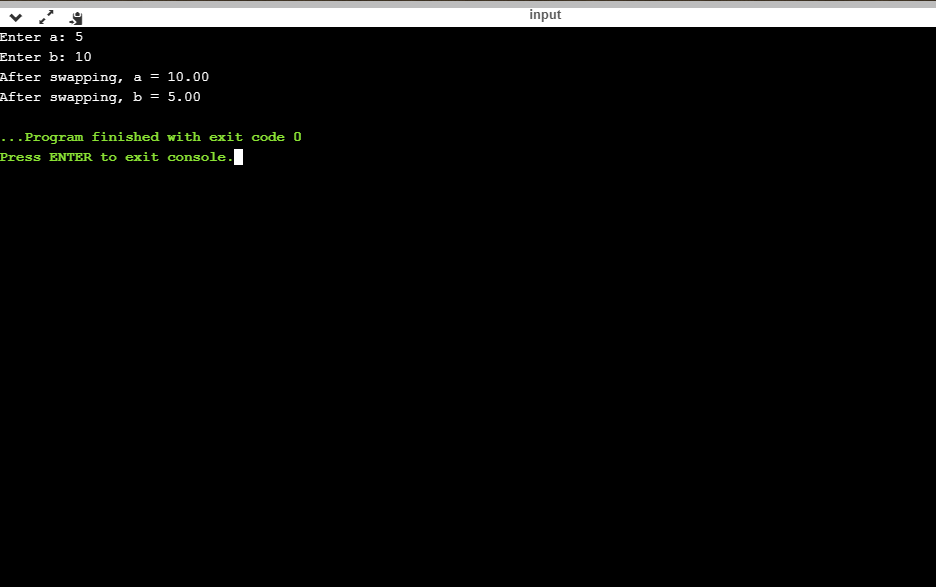 input
Enter a: 5
Enter b: 10
After swapping, a = 10.00
After swapping, b = 5.00
...Program finished with exit code 0
Press ENTER to exit console.